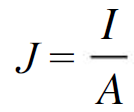 J = I/A